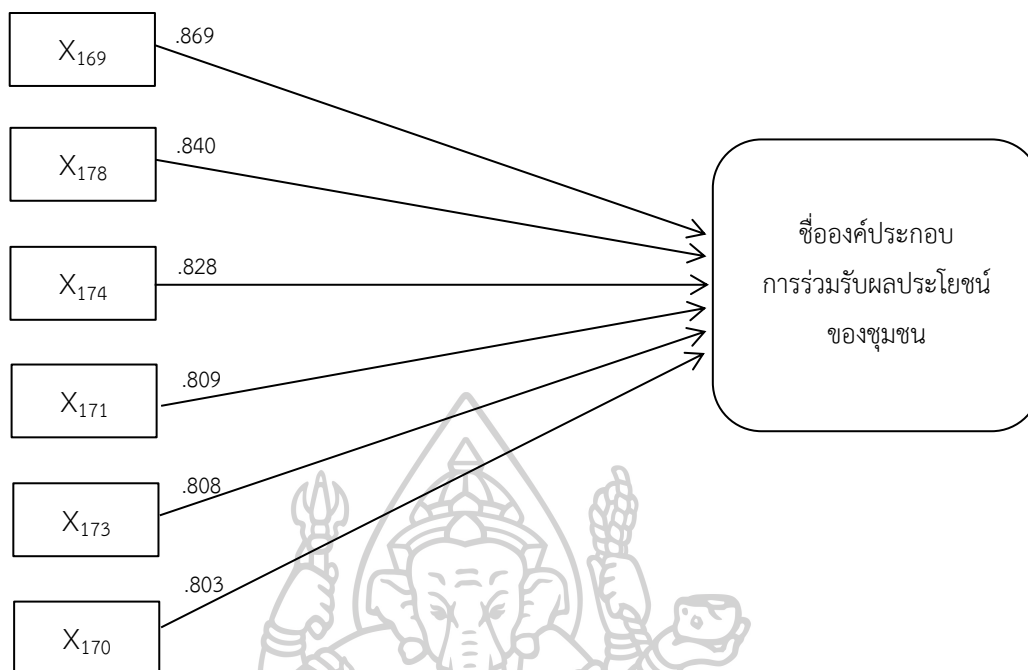 X169
.869
X178
.840
X174
.828
X171
.809
X173
.808
X170
.803
ชื่อองค์ประกอบ
การร่วมรับผลประโยชน์
ของชุมชน